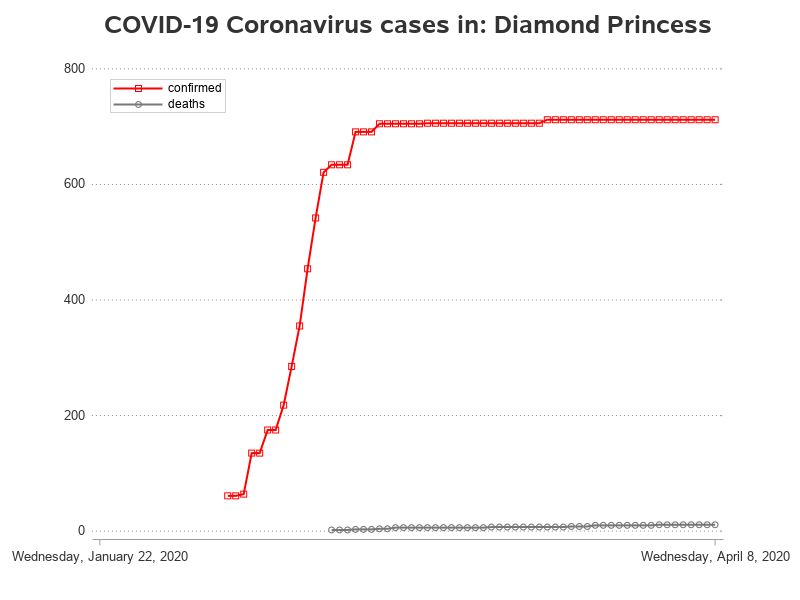 COVID-19 Coronavirus cases in: Diamond Princess
800
confirmed
deaths
600
400
200
0
Wednesday, January 22, 2020 Wednesday, April 8, 2020